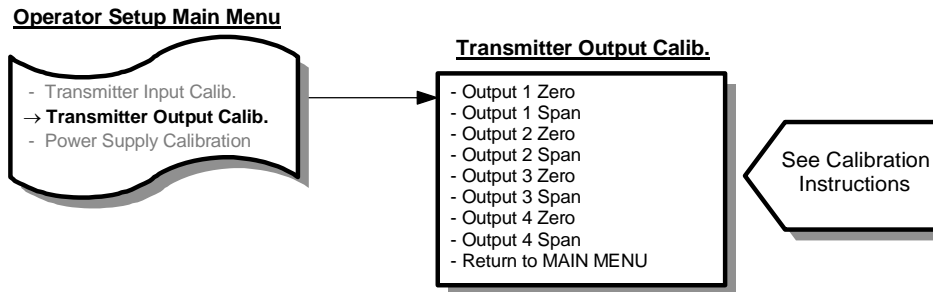 Operator Setup Main Menu
- Transmitter Input Calib.
→ Transmitter Output Calib.
- Power Supply Calibration
Transmitter Output Calib.
- Output 1 Zero
- Output 1 Span
- Output 2 Zero
- Output 2 Span
- Output 3 Zero
- Output 3 Span
- Output 4 Zero
- Output 4 Span
- Return to MAIN MENU
See Calibration
Instructions